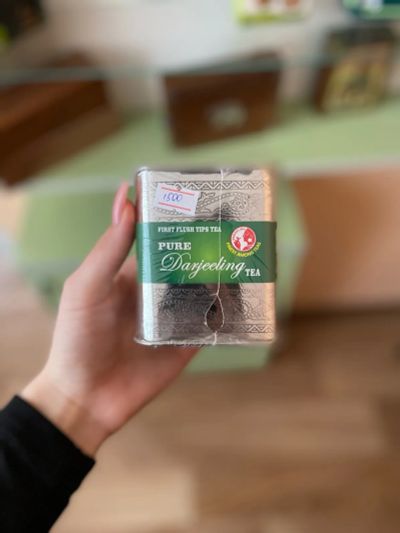 1500
FIRST FLUSH TIPS TEA
PURE
Darjeeling TEA